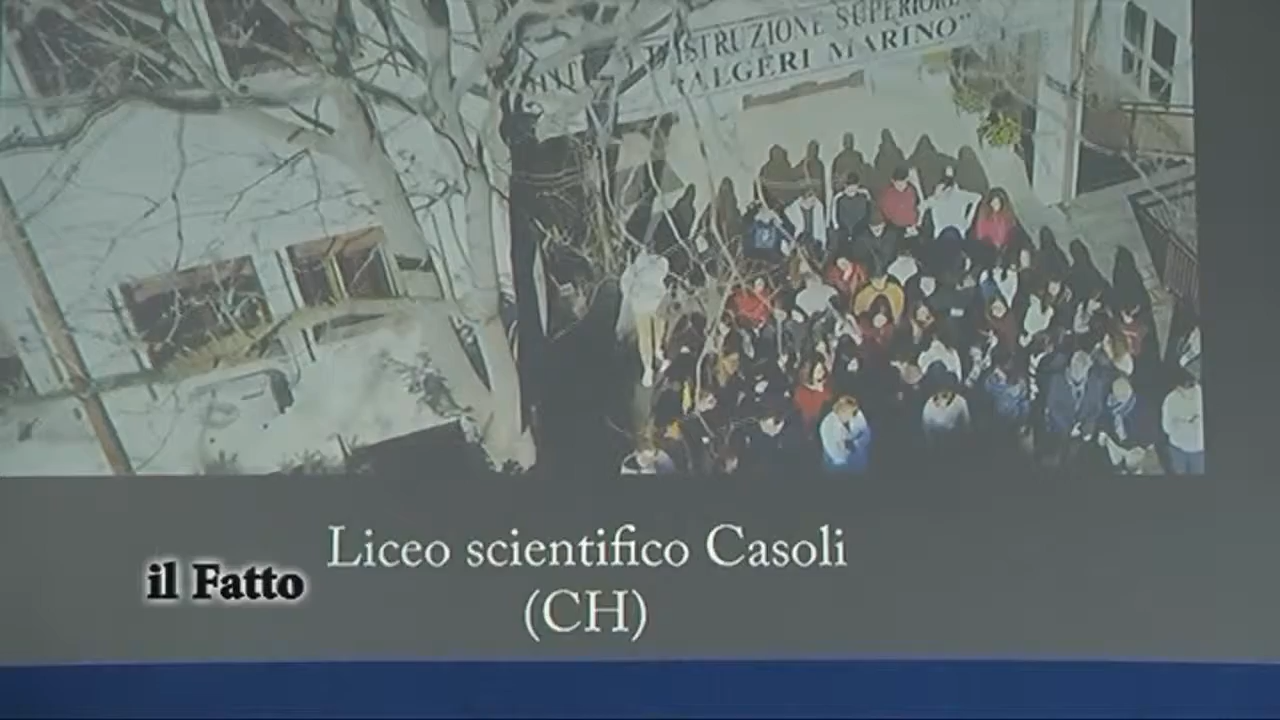 D'ISTRUZIONE SUPERIORE
"ALGERI MARINO"
Liceo scientifico Casoli
il Fatto
(CH)